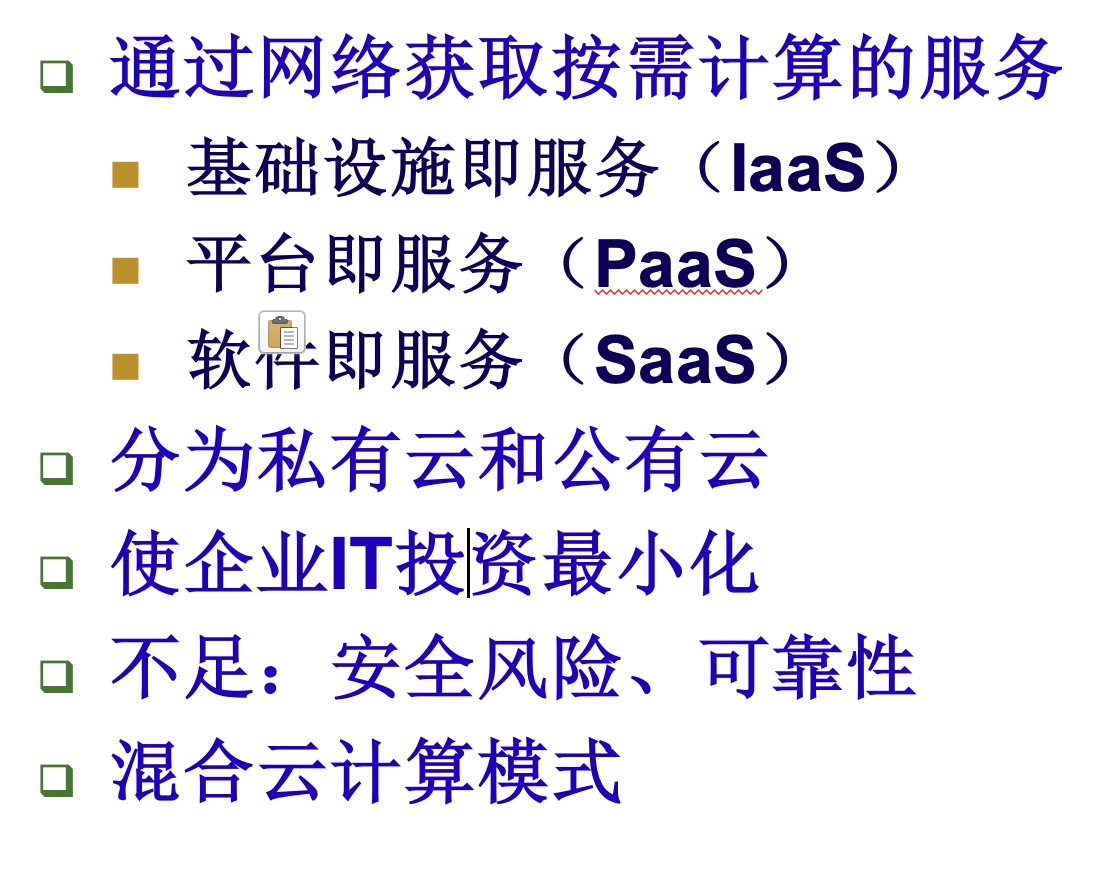 通过网络获取按需计算的服务
基础设施即服务（IaaS）
平台即服务（PaaS）
软件即服务（SaaS）
分为私有云和公有云
使企业IT投资最小化
不足：安全风险、可靠性
混合云计算模式